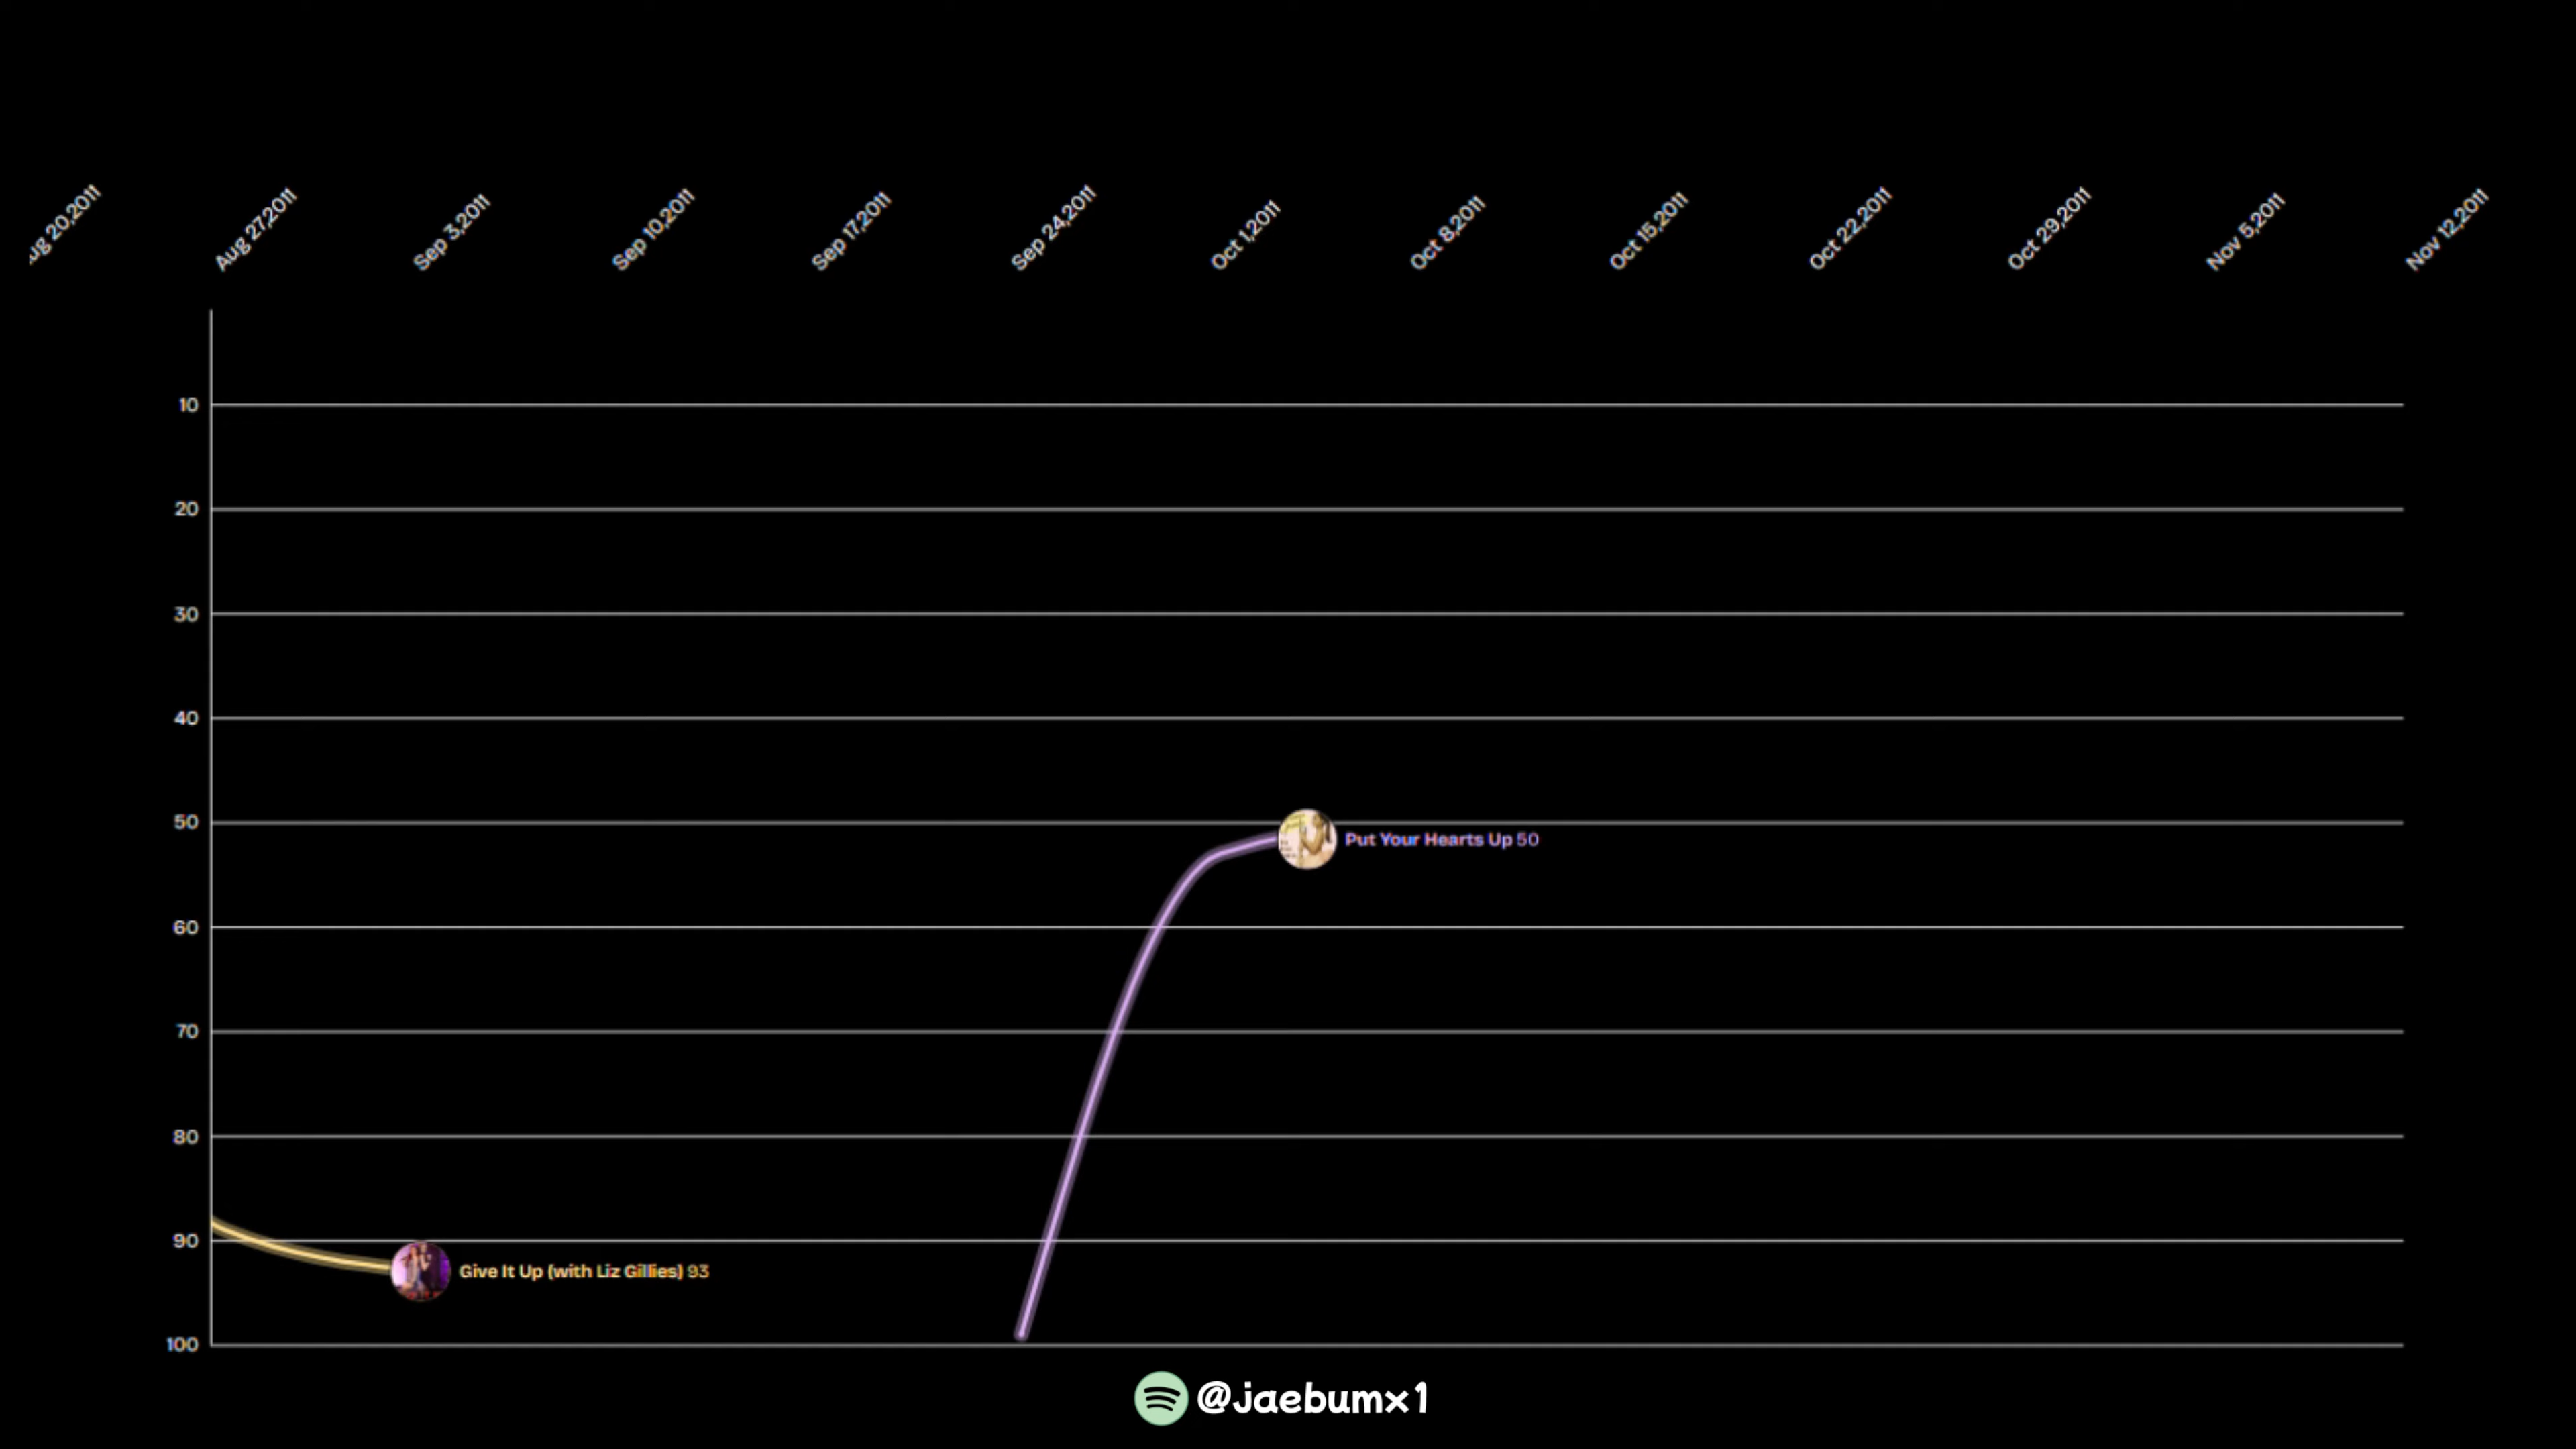 ug 20,2011
Aug 27,2011
Sep 3,2011
Sep 10,2011
Sep 17,2011
Sep 24,2011
Oct 1,2011
Oct 8,2011
Oct 15,2011
Oct 22,2011
Oct 29,2011
Nov 5,2011
Nov 12,2011
10
20
30
40
50
Put Your Hearts Up 50
60
70
80
90
Give It Up (with Liz Gillies) 93
100
@jaebumx1